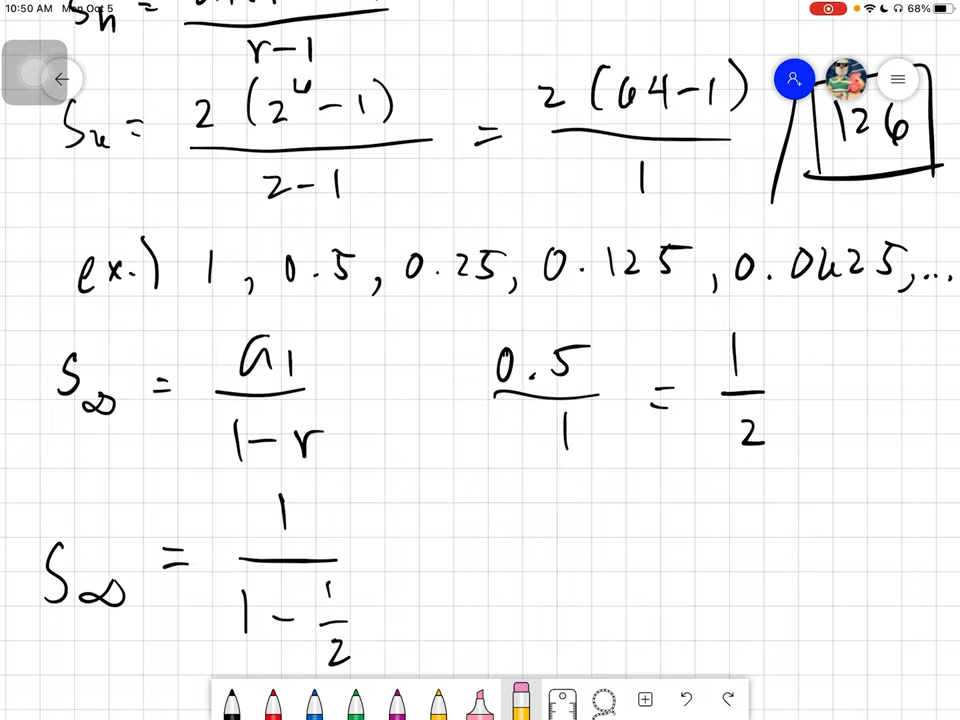 10:50 AM Mon Oct 5 68%
Sn = / r-1
S6 = 2 (2^6 - 1) / 2 - 1 = 2 (64 - 1) / 1 / 126
ex.) 1, 0.5, 0.25, 0.125, 0.0625, ...
S∞ = a1 / 1 - r 0.5 / 1 = 1 / 2
S∞ = 1 / 1 - 1/2